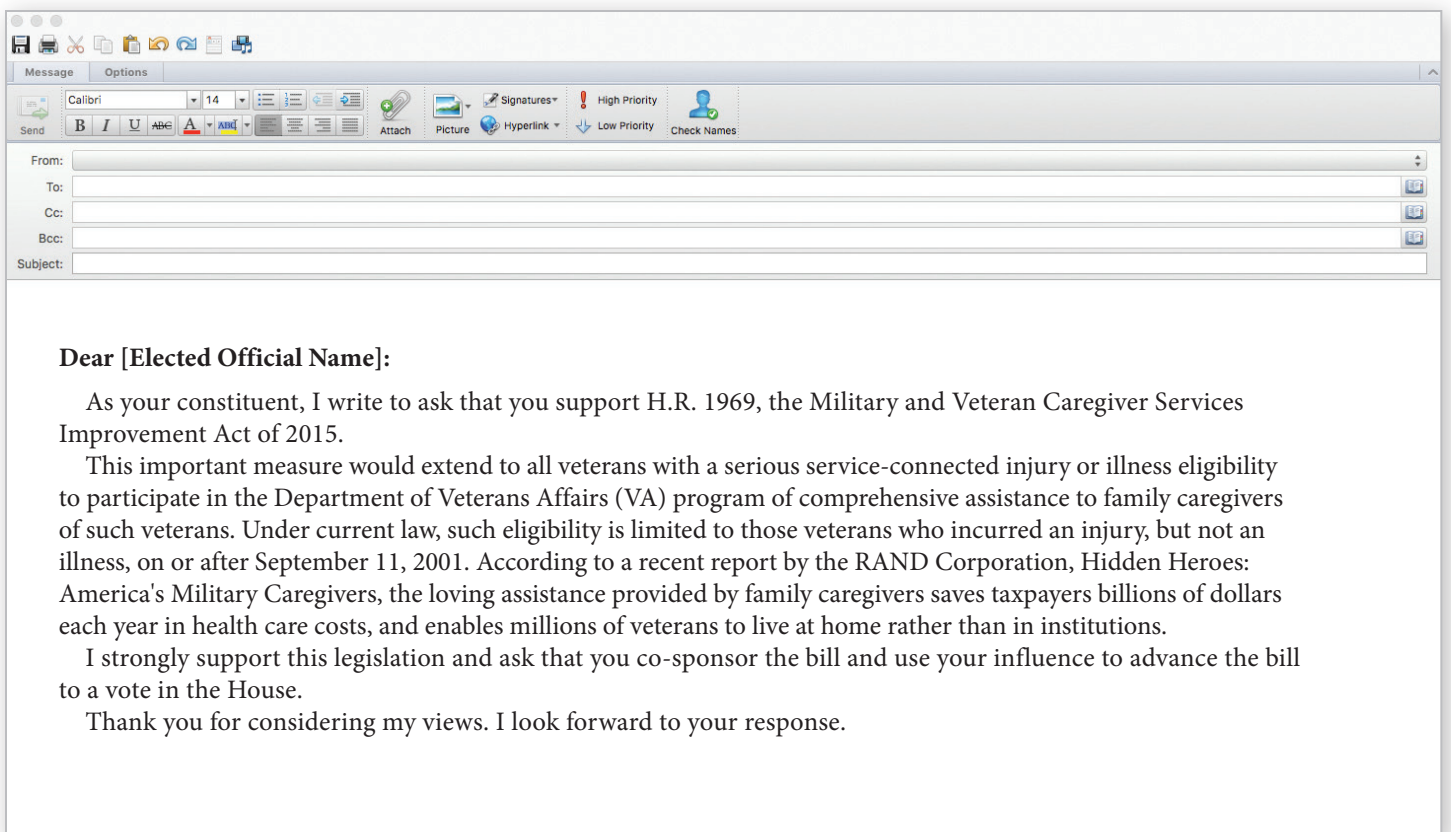 Message Options
Calibri 14 Signatures High Priority
Send B I U ABC A ABC Attach Picture Hyperlink Low Priority Check Names
From:
To:
Cc:
Bcc:
Subject:
Dear [Elected Official Name]:
As your constituent, I write to ask that you support H.R. 1969, the Military and Veteran Caregiver Services
Improvement Act of 2015.
This important measure would extend to all veterans with a serious service-connected injury or illness eligibility
to participate in the Department of Veterans Affairs (VA) program of comprehensive assistance to family caregivers
of such veterans. Under current law, such eligibility is limited to those veterans who incurred an injury, but not an
illness, on or after September 11, 2001. According to a recent report by the RAND Corporation, Hidden Heroes:
America's Military Caregivers, the loving assistance provided by family caregivers saves taxpayers billions of dollars
each year in health care costs, and enables millions of veterans to live at home rather than in institutions.
I strongly support this legislation and ask that you co-sponsor the bill and use your influence to advance the bill
to a vote in the House.
Thank you for considering my views. I look forward to your response.